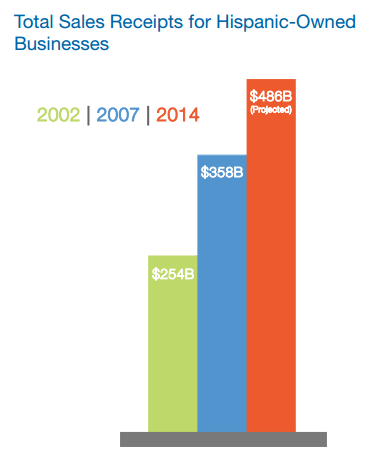 Total Sales Receipts for Hispanic-Owned
Businesses
2002 | 2007 | 2014
$486B
(Projected)
$358B
$254B